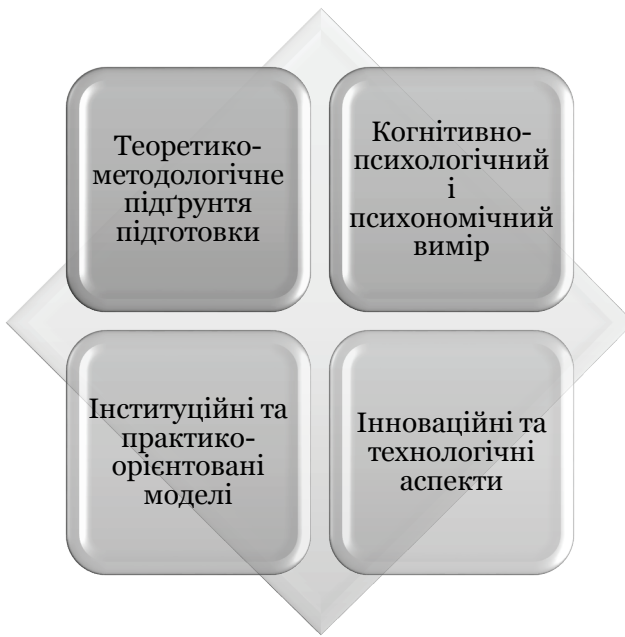 Теоретико-
методологічне
підґрунтя
підготовки
Когнітивно-
психологічний
і
психономічний
вимір
Інституційні та
практико-
орієнтовані
моделі
Інноваційні та
технологічні
аспекти